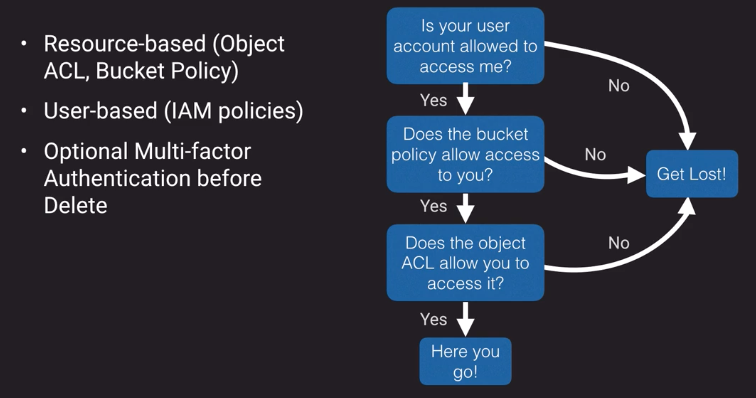 • Resource-based (Object
ACL, Bucket Policy)
• User-based (IAM policies)
• Optional Multi-factor
Authentication before
Delete
Is your user
account allowed to
access me?
No
Yes
Does the bucket
policy allow access
to you?
No
Get Lost!
Yes
Does the object
ACL allow you to
access it?
No
Yes
Here you
go!